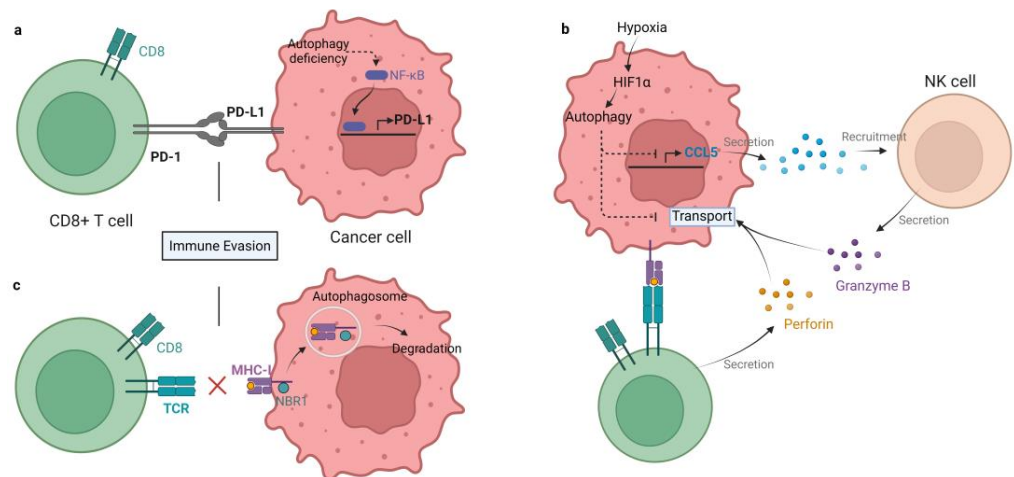 a
CD8
PD-L1
PD-1
CD8+ T cell
Autophagy
deficiency
NF-κB
PD-L1
Cancer cell
Immune Evasion
b
Hypoxia
HIF1α
Autophagy
CCL5
Secretion
Recruitment
NK cell
Transport
Secretion
Granzyme B
Perforin
Secretion
c
CD8
TCR
MHC-I
NBR1
Autophagosome
Degradation